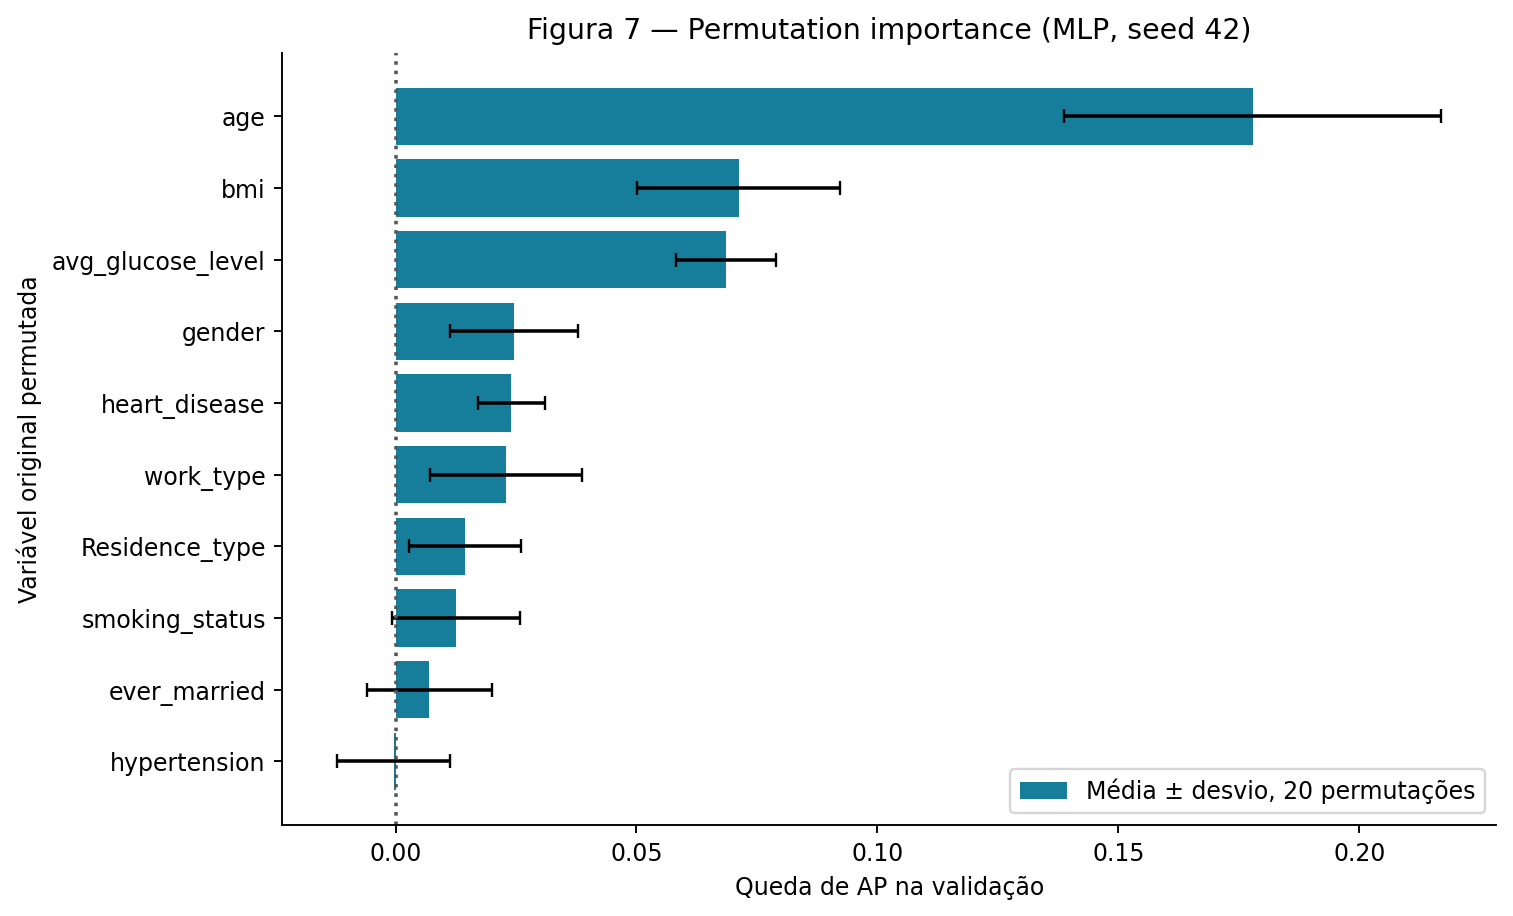 Figura 7 — Permutation importance (MLP, seed 42)
Variável original permutada
age
bmi
avg_glucose_level
gender
heart_disease
work_type
Residence_type
smoking_status
ever_married
hypertension
Média ± desvio, 20 permutações
0.00 0.05 0.10 0.15 0.20
Queda de AP na validação